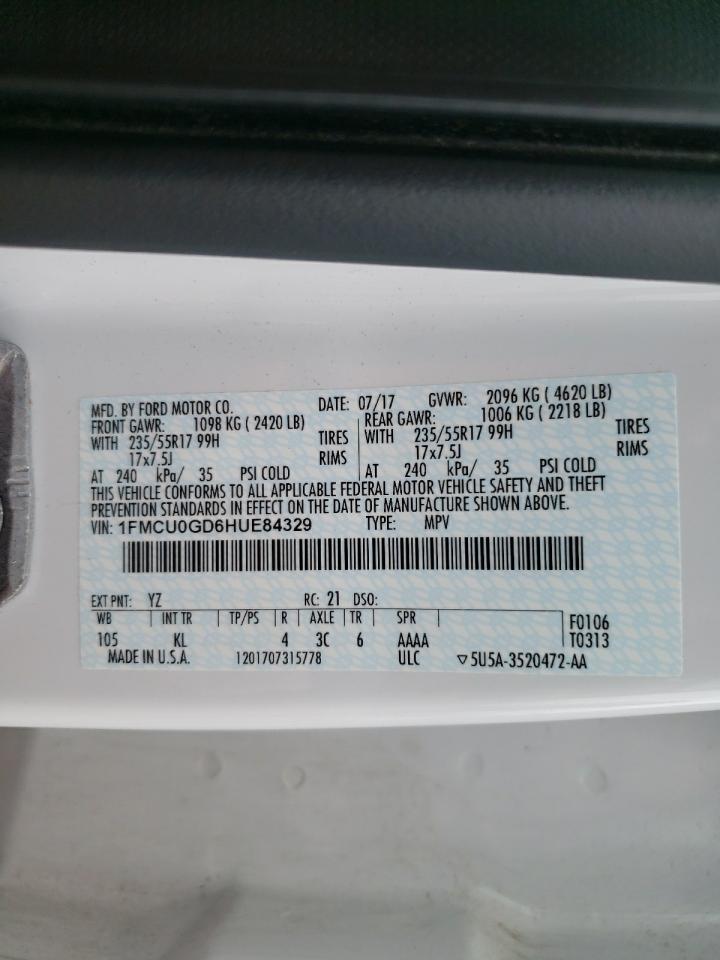 MFD. BY FORD MOTOR CO. DATE: 07/17 GVWR: 2096 KG ( 4620 LB)
FRONT GAWR: 1098 KG ( 2420 LB) REAR GAWR: 1006 KG ( 2218 LB)
WITH 235/55R17 99H TIRES WITH 235/55R17 99H TIRES
17x7.5J RIMS 17x7.5J RIMS
AT 240 kPa/ 35 PSI COLD AT 240 kPa/ 35 PSI COLD
THIS VEHICLE CONFORMS TO ALL APPLICABLE FEDERAL MOTOR VEHICLE SAFETY AND THEFT
PREVENTION STANDARDS IN EFFECT ON THE DATE OF MANUFACTURE SHOWN ABOVE.
VIN: 1FMCU0GD6HUE84329 TYPE: MPV
EXT PNT: YZ RC: 21 DSO:
WB INT TR TP/PS R AXLE TR SPR F0106
105 KL 4 3C 6 AAAA T0313
MADE IN U.S.A. 1201707315778 ULC ▽5U5A-3520472-AA